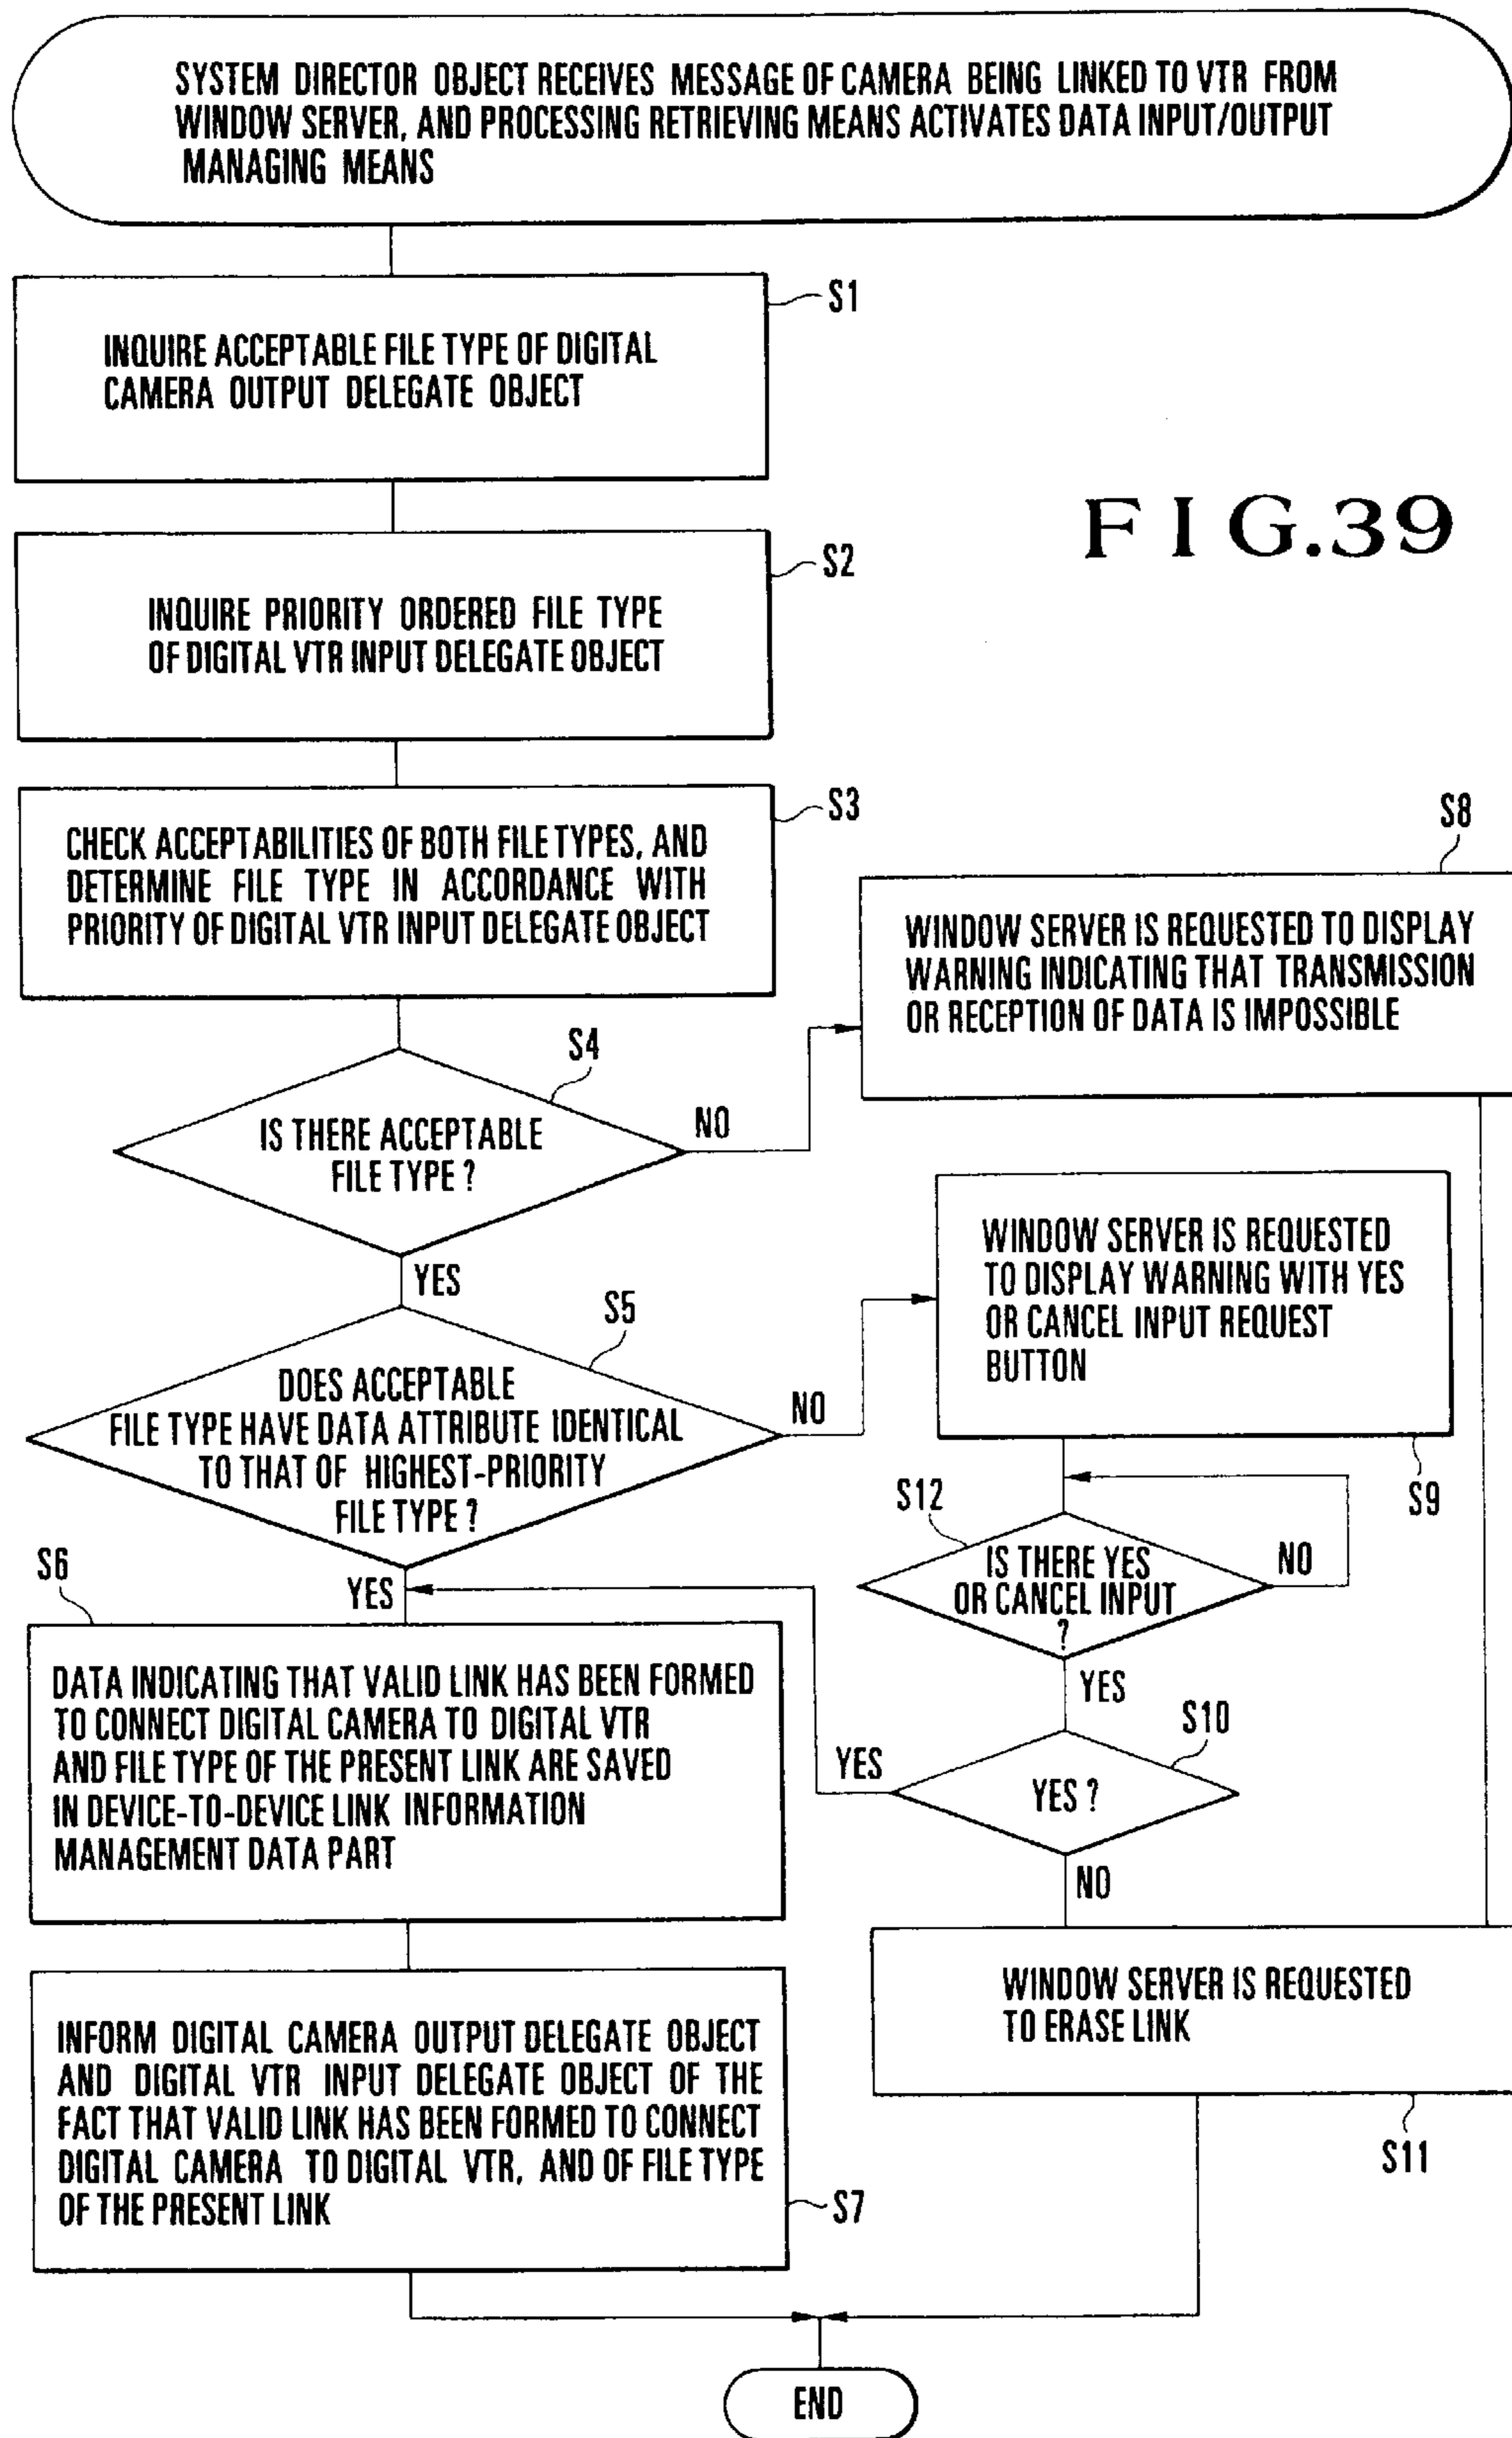 SYSTEM DIRECTOR OBJECT RECEIVES MESSAGE OF CAMERA BEING LINKED TO VTR FROM
WINDOW SERVER, AND PROCESSING RETRIEVING MEANS ACTIVATES DATA INPUT/OUTPUT
MANAGING MEANS
S1
INQUIRE ACCEPTABLE FILE TYPE OF DIGITAL
CAMERA OUTPUT DELEGATE OBJECT
FIG.39
S2
INQUIRE PRIORITY ORDERED FILE TYPE
OF DIGITAL VTR INPUT DELEGATE OBJECT
S3
CHECK ACCEPTABILITIES OF BOTH FILE TYPES, AND
DETERMINE FILE TYPE IN ACCORDANCE WITH
PRIORITY OF DIGITAL VTR INPUT DELEGATE OBJECT
S8
WINDOW SERVER IS REQUESTED TO DISPLAY
WARNING INDICATING THAT TRANSMISSION
OR RECEPTION OF DATA IS IMPOSSIBLE
S4
IS THERE ACCEPTABLE
FILE TYPE ?
NO
YES
S5
DOES ACCEPTABLE
FILE TYPE HAVE DATA ATTRIBUTE IDENTICAL
TO THAT OF HIGHEST-PRIORITY
FILE TYPE ?
NO
YES
WINDOW SERVER IS REQUESTED
TO DISPLAY WARNING WITH YES
OR CANCEL INPUT REQUEST
BUTTON
S9
S12
IS THERE YES
OR CANCEL INPUT
?
NO
YES
S10
YES ?
YES
NO
S6
DATA INDICATING THAT VALID LINK HAS BEEN FORMED
TO CONNECT DIGITAL CAMERA TO DIGITAL VTR
AND FILE TYPE OF THE PRESENT LINK ARE SAVED
IN DEVICE-TO-DEVICE LINK INFORMATION
MANAGEMENT DATA PART
WINDOW SERVER IS REQUESTED
TO ERASE LINK
S11
INFORM DIGITAL CAMERA OUTPUT DELEGATE OBJECT
AND DIGITAL VTR INPUT DELEGATE OBJECT OF THE
FACT THAT VALID LINK HAS BEEN FORMED TO CONNECT
DIGITAL CAMERA TO DIGITAL VTR, AND OF FILE TYPE
OF THE PRESENT LINK
S7
END